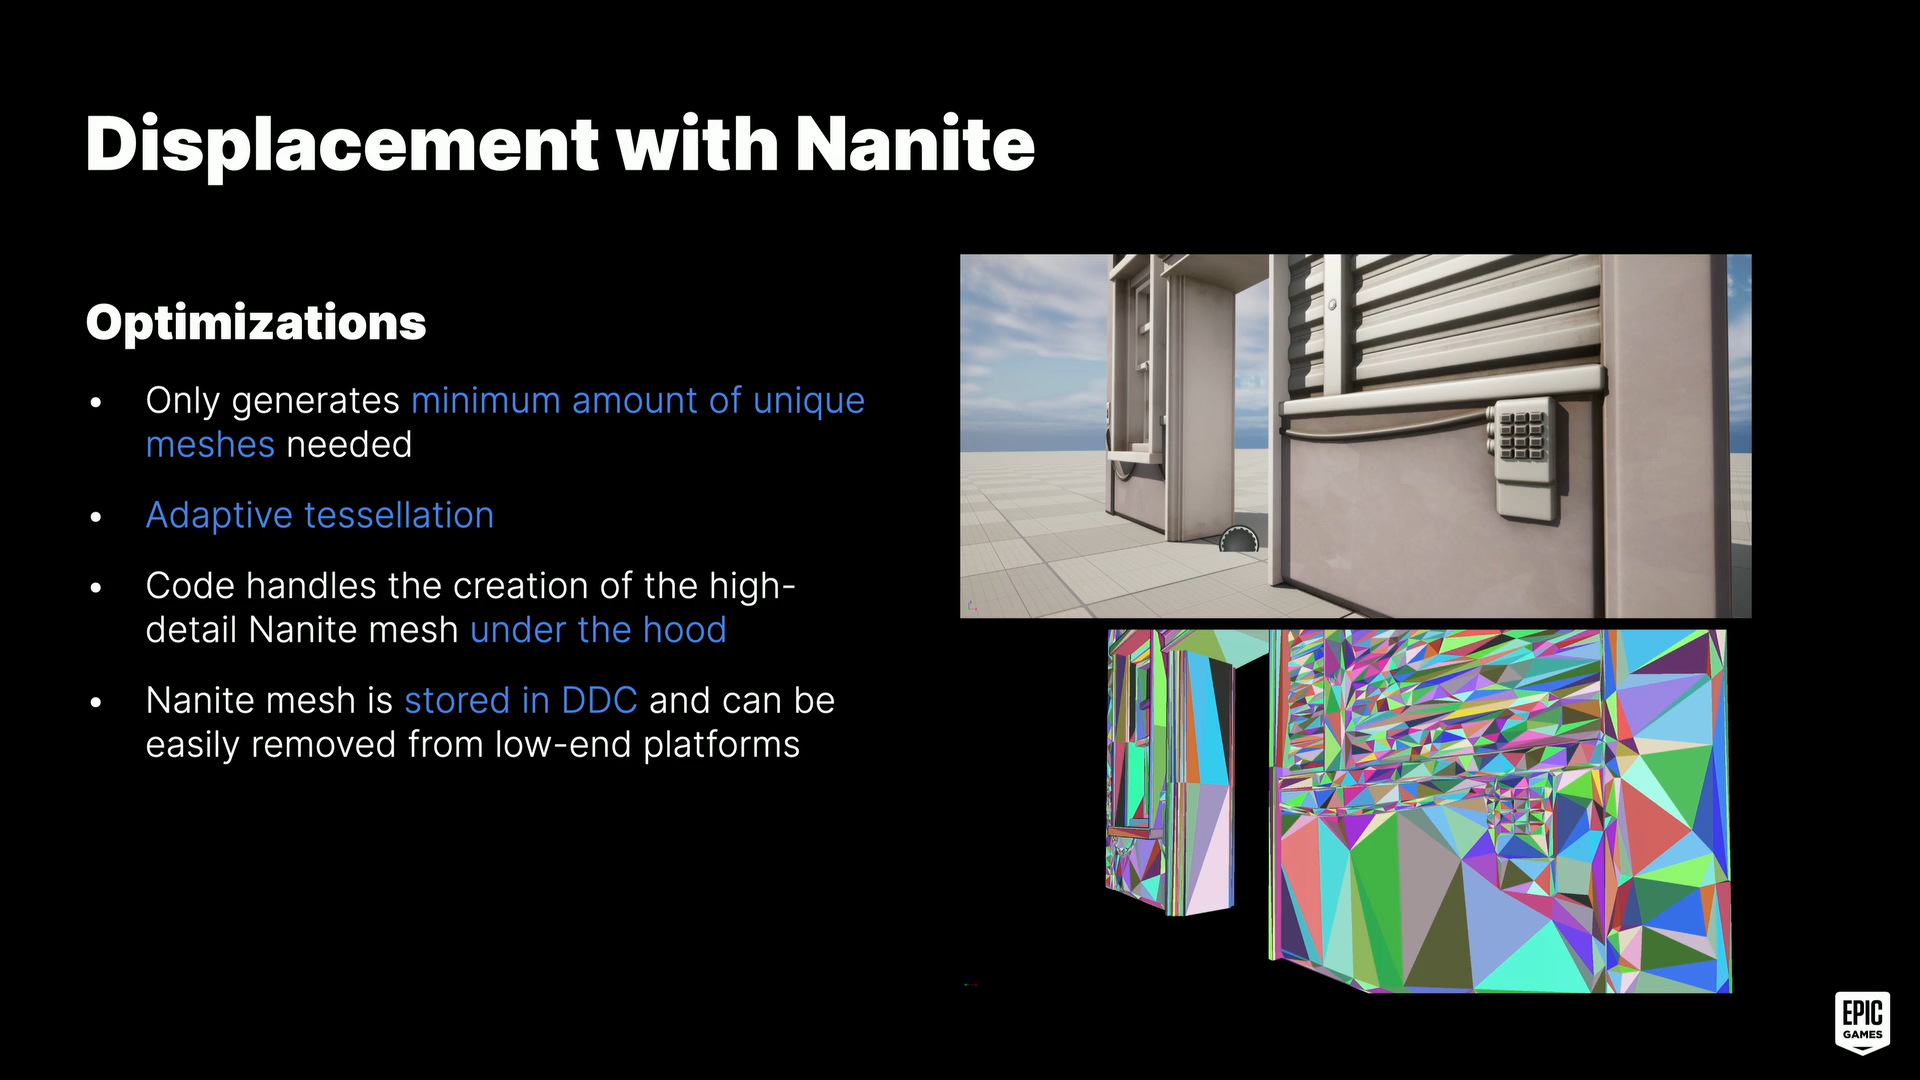 Displacement with Nanite
Optimizations
• Only generates minimum amount of unique
meshes needed
• Adaptive tessellation
• Code handles the creation of the high-
detail Nanite mesh under the hood
• Nanite mesh is stored in DDC and can be
easily removed from low-end platforms
EPIC
GAMES